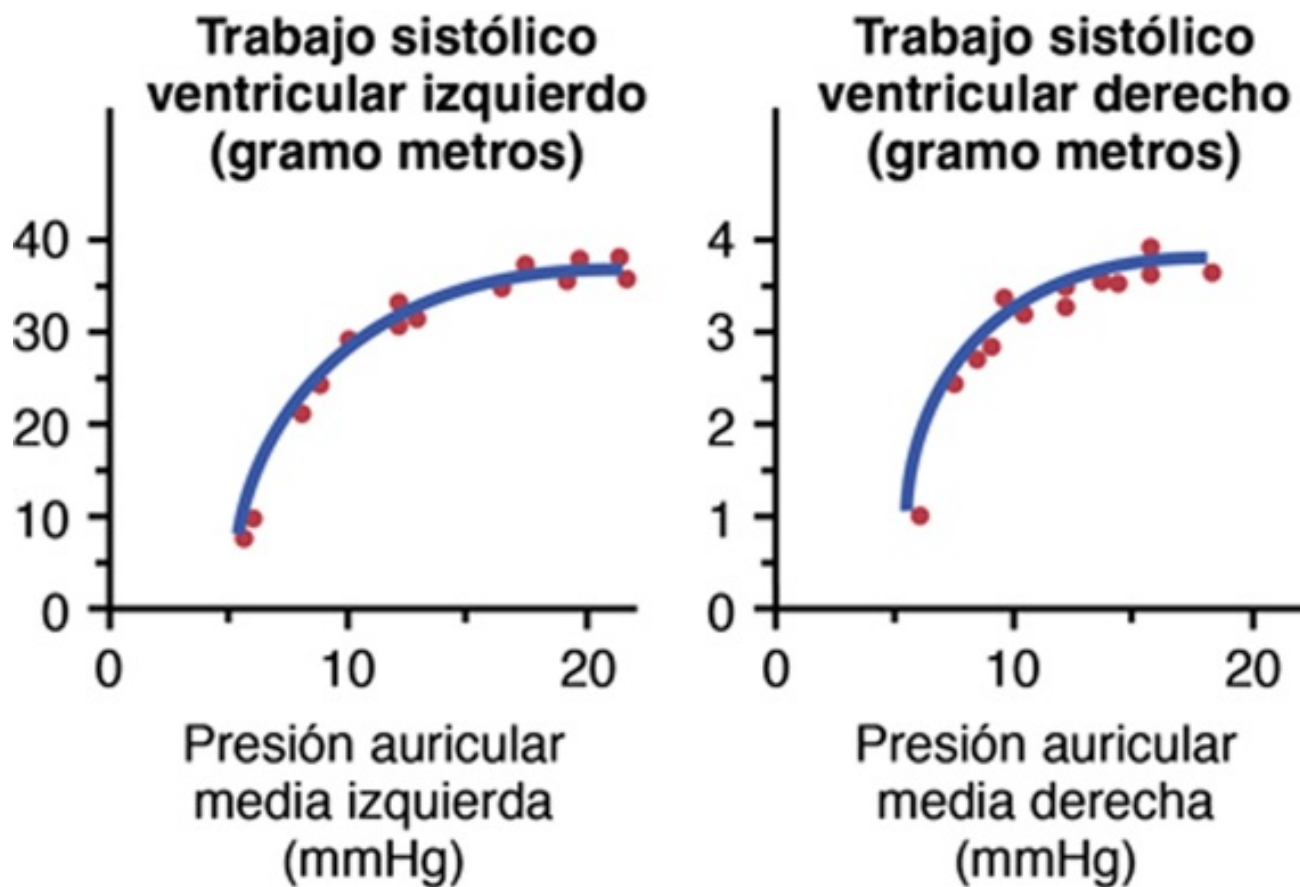 Trabajo sistólico
ventricular izquierdo
(gramo metros)
40
30
20
10
0
0 10 20
Presión auricular
media izquierda
(mmHg)
Trabajo sistólico
ventricular derecho
(gramo metros)
4
3
2
1
0
0 10 20
Presión auricular
media derecha
(mmHg)